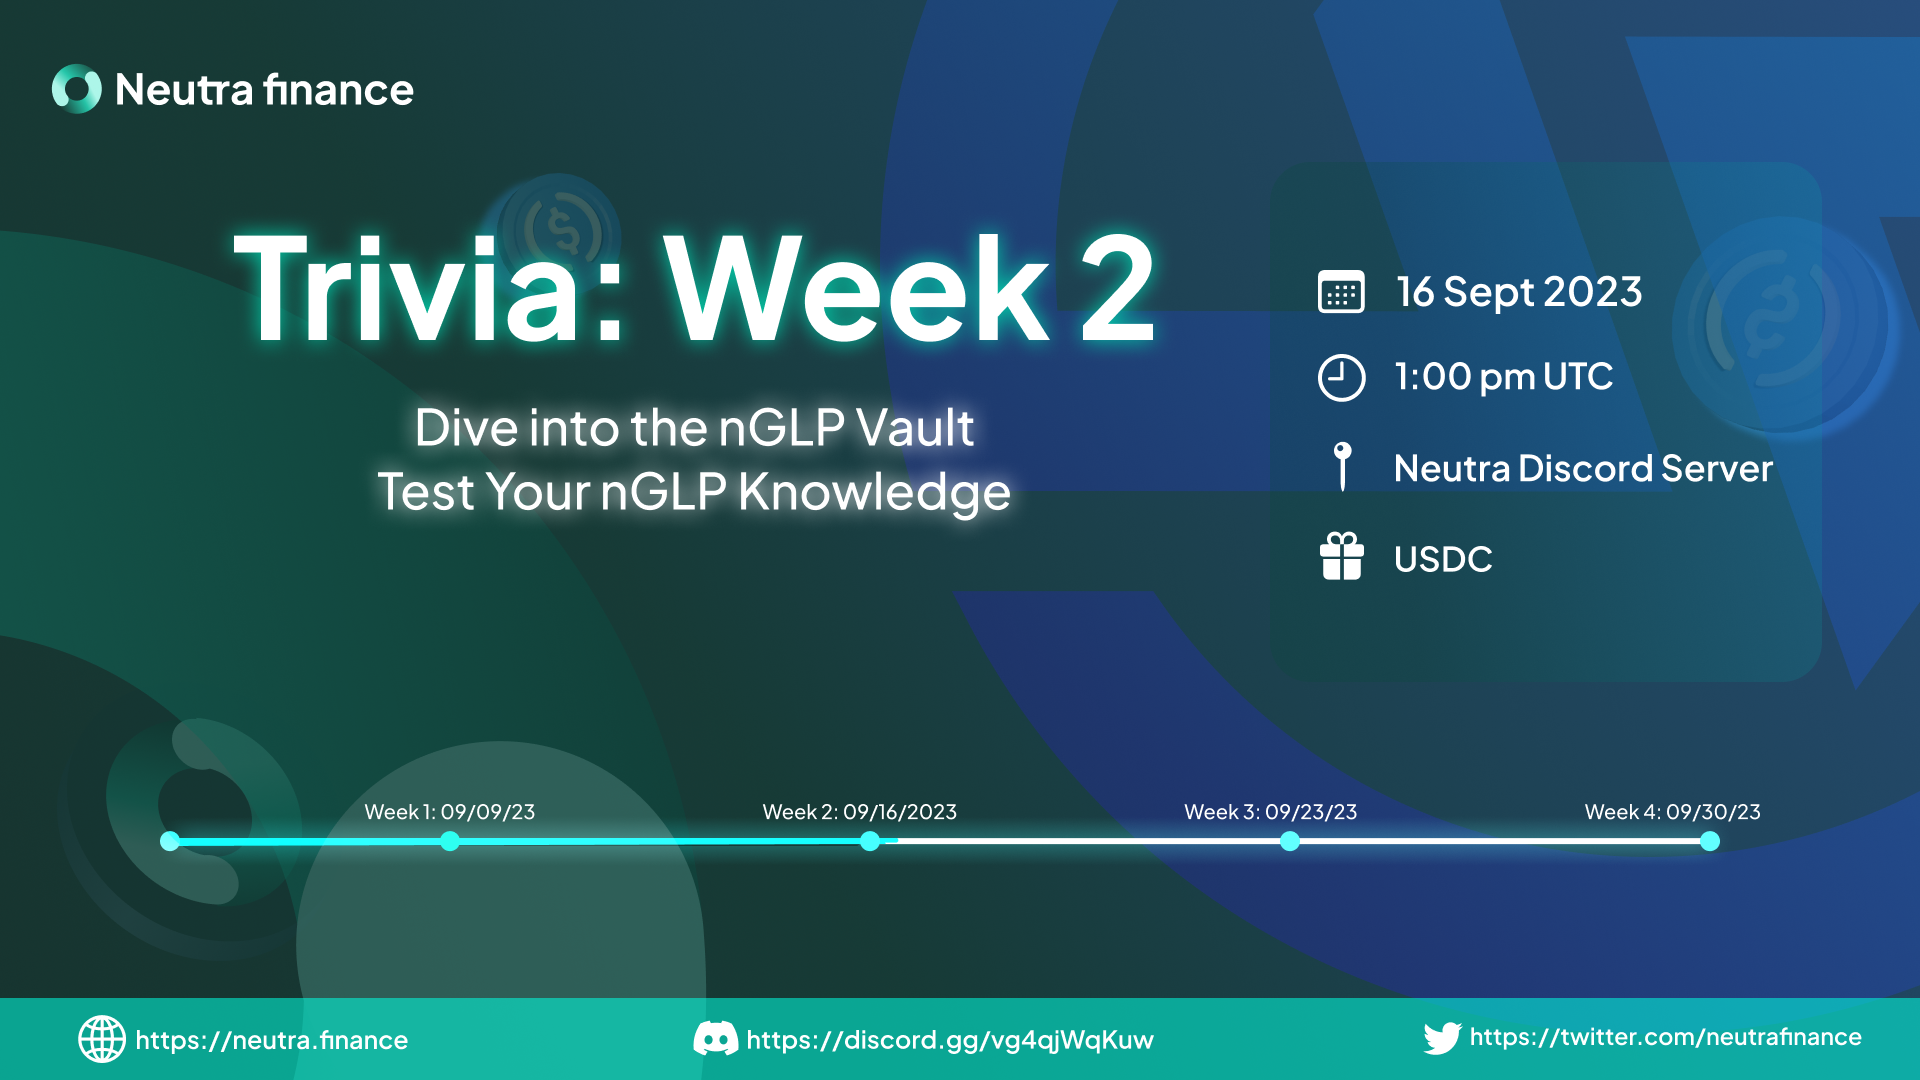 Neutra finance
Trivia: Week 2
Dive into the nGLP Vault
Test Your nGLP Knowledge
16 Sept 2023
1:00 pm UTC
Neutra Discord Server
USDC
Week 1: 09/09/23
Week 2: 09/16/2023
Week 3: 09/23/23
Week 4: 09/30/23
https://neutra.finance
https://discord.gg/vg4qjWqKuw
https://twitter.com/neutrafinance